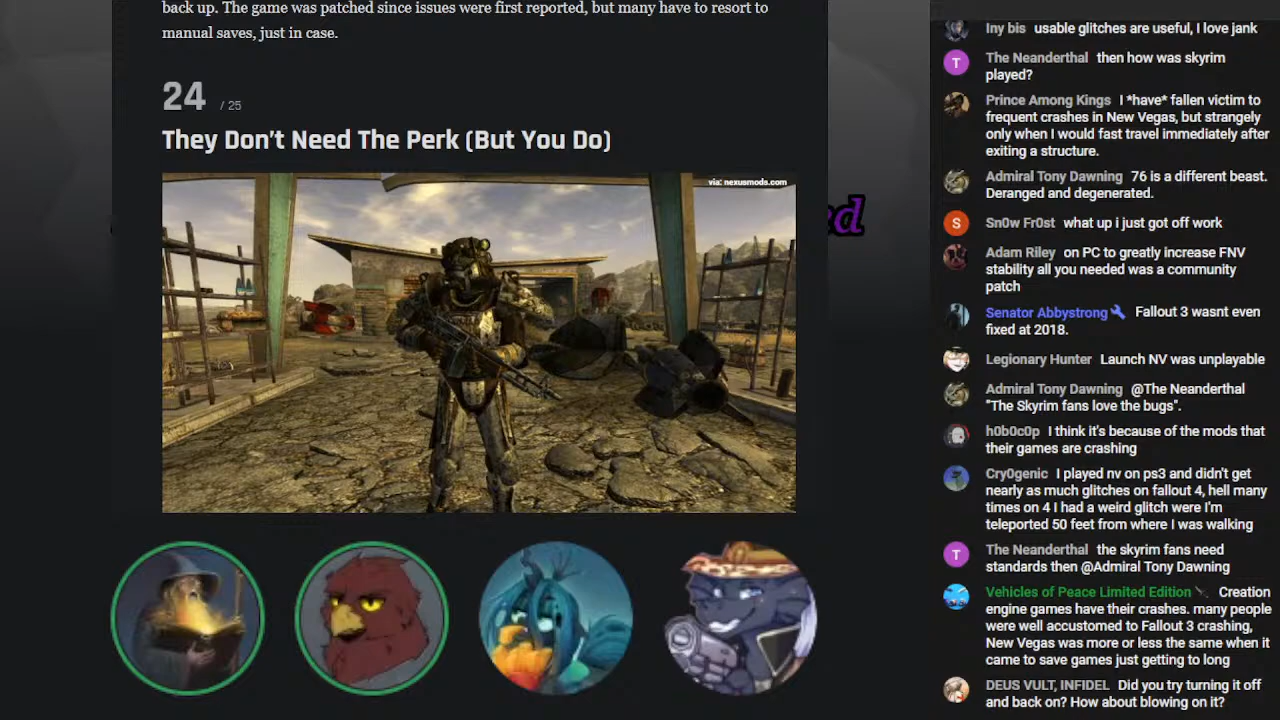 back up. The game was patched since issues were first reported, but many have to resort to
manual saves, just in case.
24 / 25
They Don’t Need The Perk (But You Do)
via: nexusmods.com
ed
Iny bis usable glitches are useful, I love jank
T
The Neanderthal then how was skyrim
played?
Prince Among Kings I *have* fallen victim to
frequent crashes in New Vegas, but strangely
only when I would fast travel immediately after
exiting a structure.
Admiral Tony Dawning 76 is a different beast.
Deranged and degenerated.
S
Sn0w Fr0st what up i just got off work
Adam Riley on PC to greatly increase FNV
stability all you needed was a community
patch
Senator Abbystrong Fallout 3 wasnt even
fixed at 2018.
Legionary Hunter Launch NV was unplayable
Admiral Tony Dawning @The Neanderthal
"The Skyrim fans love the bugs".
h0b0c0p I think it's because of the mods that
their games are crashing
Cry0genic I played nv on ps3 and didn't get
nearly as much glitches on fallout 4, hell many
times on 4 I had a weird glitch were I'm
teleported 50 feet from where I was walking
T
The Neanderthal the skyrim fans need
standards then @Admiral Tony Dawning
Vehicles of Peace Limited Edition Creation
engine games have their crashes. many people
were well accustomed to Fallout 3 crashing,
New Vegas was more or less the same when it
came to save games just getting to long
DEUS VULT, INFIDEL Did you try turning it off
and back on? How about blowing on it?